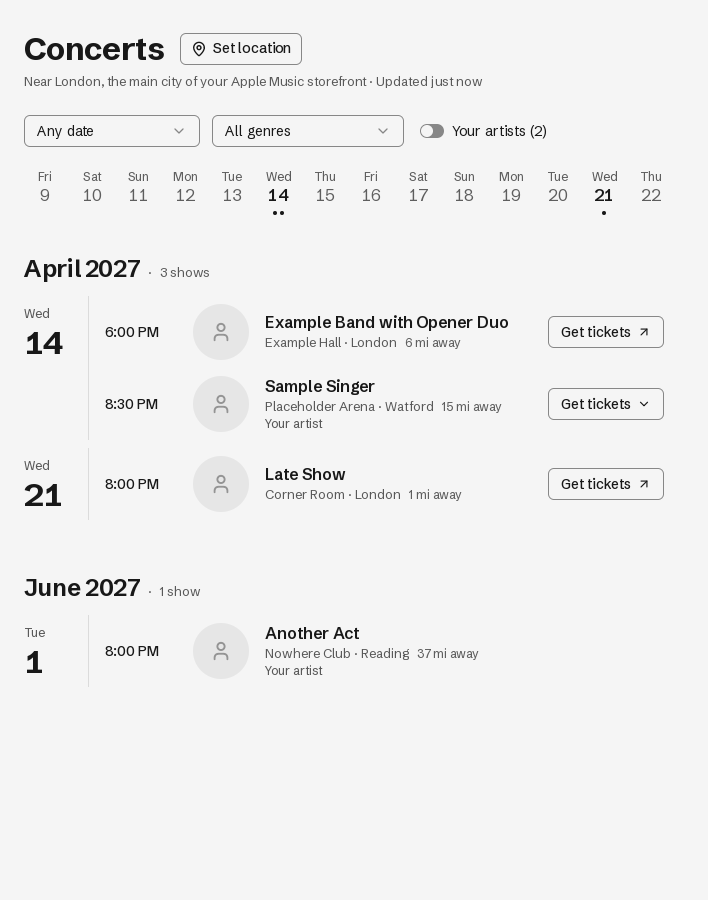 Concerts
Set location
Near London, the main city of your Apple Music storefront · Updated just now
Any date
All genres
Your artists (2)
Fri Sat Sun Mon Tue Wed Thu Fri Sat Sun Mon Tue Wed Thu
9 10 11 12 13 14 15 16 17 18 19 20 21 22
April 2027 · 3 shows
Wed
14
6:00 PM
Example Band with Opener Duo
Example Hall · London 6 mi away
Get tickets
8:30 PM
Sample Singer
Placeholder Arena · Watford 15 mi away
Your artist
Get tickets
Wed
21
8:00 PM
Late Show
Corner Room · London 1 mi away
Get tickets
June 2027 · 1 show
Tue
1
8:00 PM
Another Act
Nowhere Club · Reading 37 mi away
Your artist